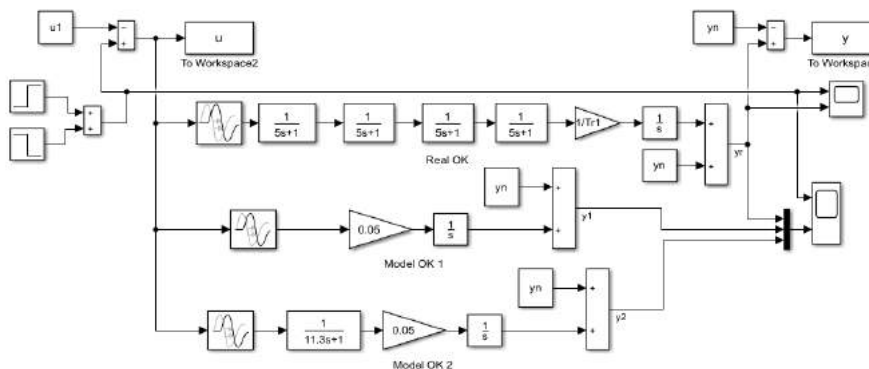 u1
−
+
u
To Workspace2
yn
−
+
y
To Workspac
+
+
1
5s+1
1
5s+1
1
5s+1
1
5s+1
1/Tr1
1
s
+
+
yn
yr
Real OK
0.05
1
s
yn
+
+
y1
Model OK 1
1
11.3s+1
0.05
1
s
yn
+
+
y2
Model OK 2